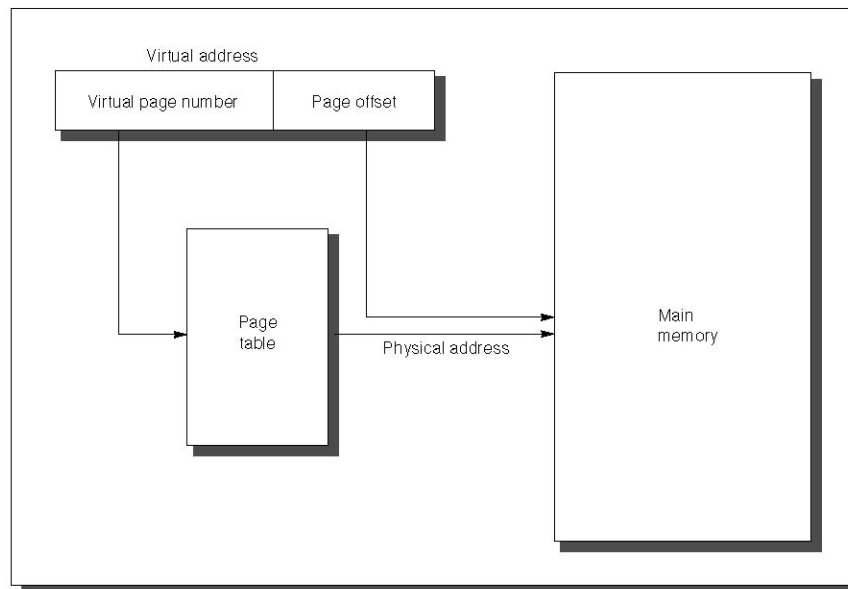 Virtual address
Virtual page number
Page offset
Page
table
Physical address
Main
memory